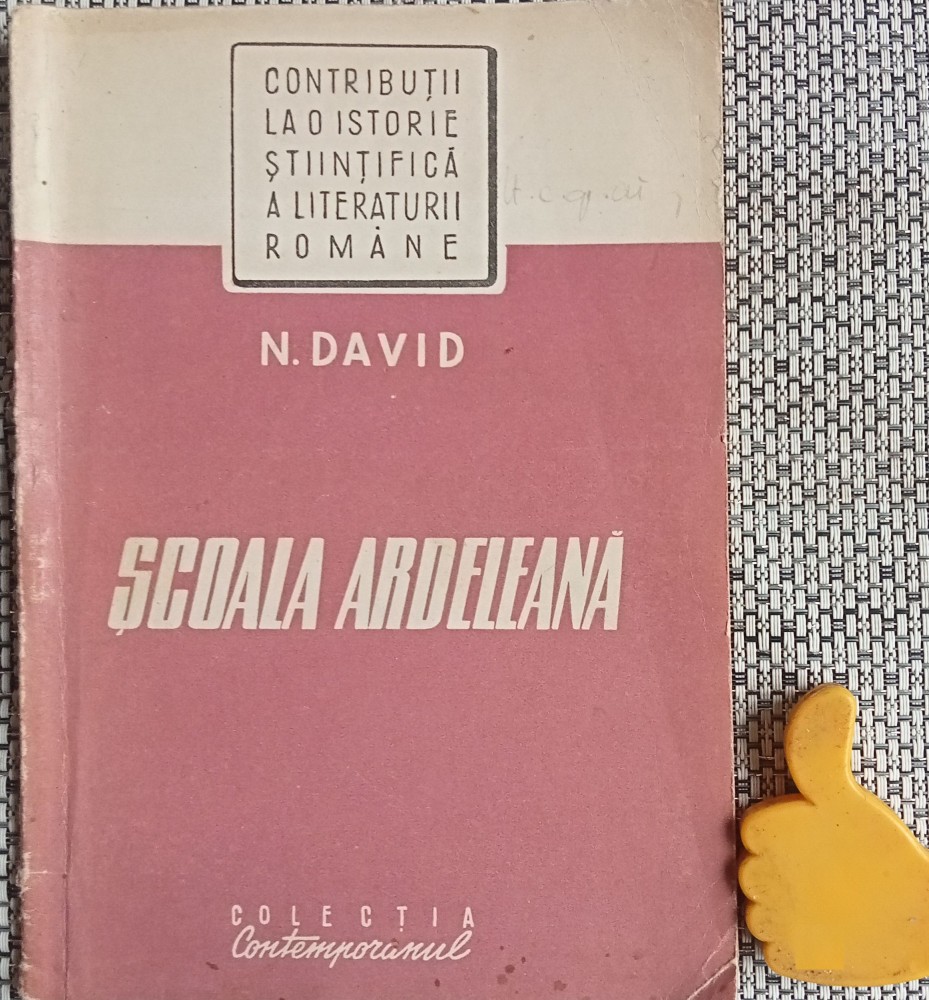 CONTRIBUȚII
LA O ISTORIE
ȘTIINȚIFICĂ
A LITERATURII
ROMÂNE
N. DAVID
ȘCOALA ARDELEANĂ
COLECȚIA
Contemporanul